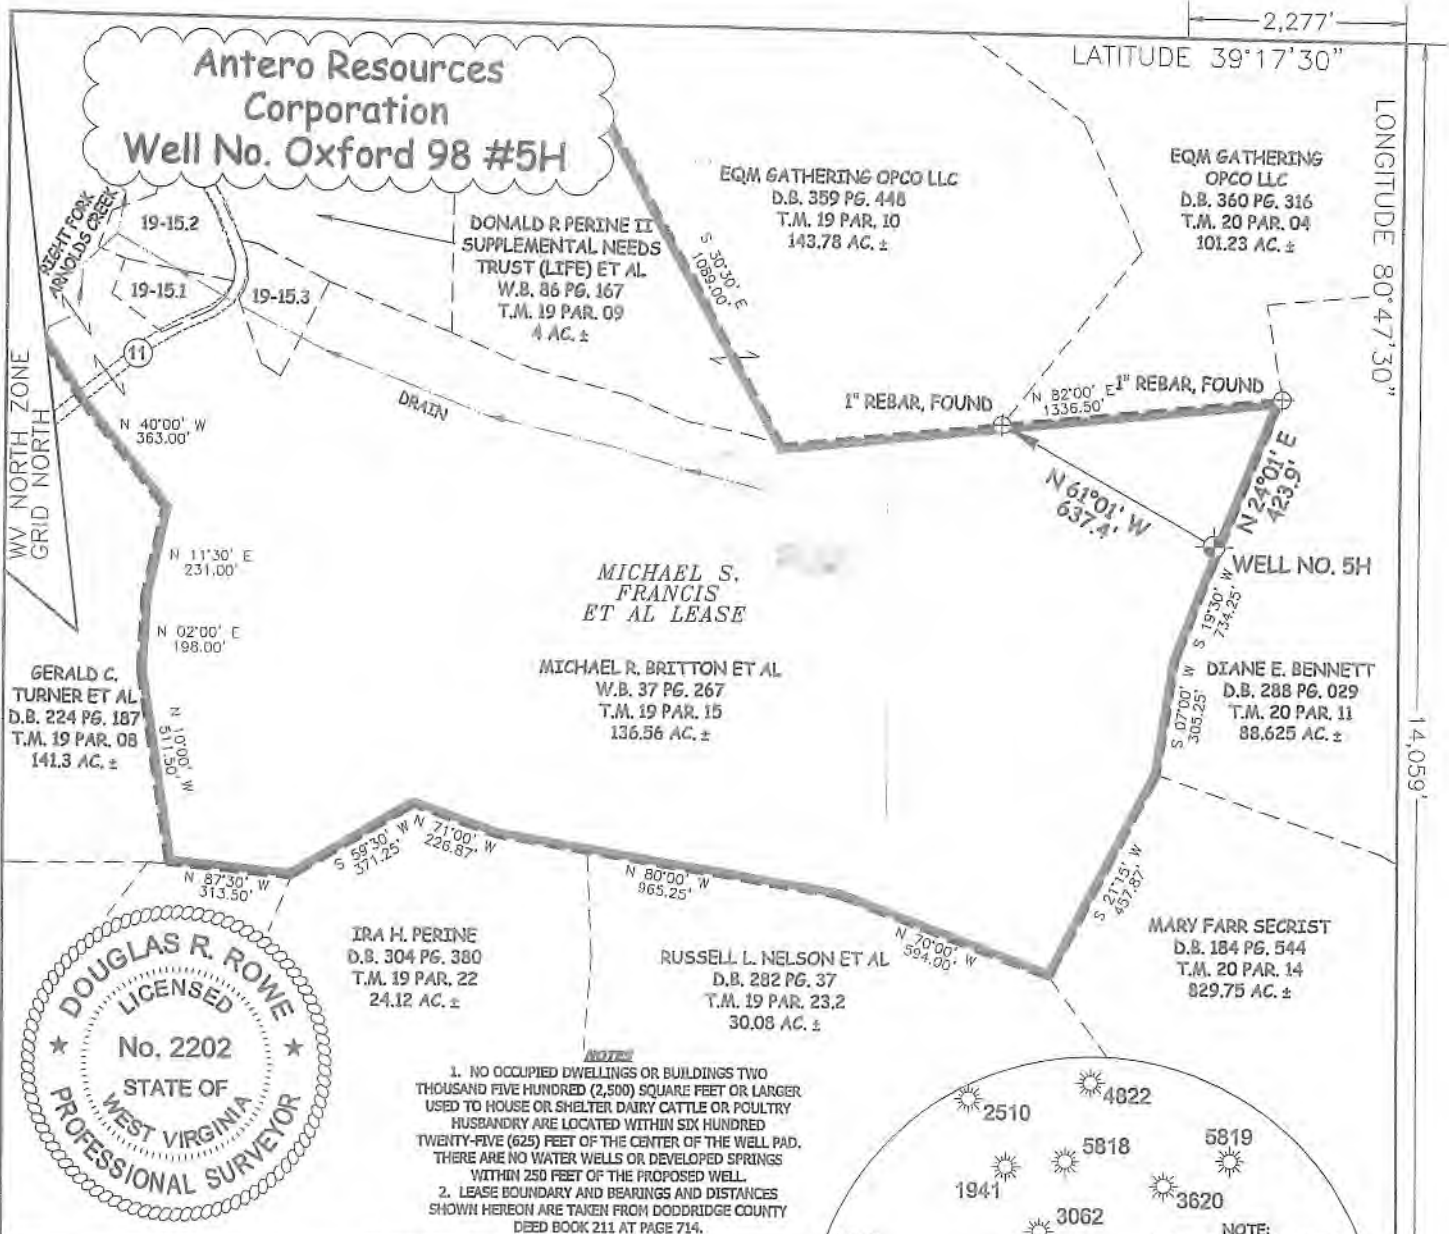 2,277'
LATITUDE 39°17'30"
LONGITUDE 80°47'30"
14,059'
Antero Resources
Corporation
Well No. Oxford 98 #5H
RIGHT FORK
ARNOLDS CREEK
19-15.2
19-15.1
19-15.3
11
WV NORTH ZONE
GRID NORTH
DONALD R PERINE II
SUPPLEMENTAL NEEDS
TRUST (LIFE) ET AL
W.B. 86 PG. 167
T.M. 19 PAR. 09
4 AC. ±
EQM GATHERING OPCO LLC
D.B. 359 PG. 448
T.M. 19 PAR. 10
143.78 AC. ±
EQM GATHERING
OPCO LLC
D.B. 360 PG. 316
T.M. 20 PAR. 04
101.23 AC. ±
S 30°30' E
1089.00'
DRAIN
1" REBAR, FOUND
N 82°00' E
1336.50'
1" REBAR, FOUND
N 61°01' W
637.4'
N 24°01' E
423.9'
WELL NO. 5H
N 40°00' W
363.00'
N 11°30' E
231.00'
N 02°00' E
198.00'
N 10°00' W
511.50'
GERALD C.
TURNER ET AL
D.B. 224 PG. 187
T.M. 19 PAR. 08
141.3 AC. ±
MICHAEL S.
FRANCIS
ET AL LEASE
MICHAEL R. BRITTON ET AL
W.B. 37 PG. 267
T.M. 19 PAR. 15
136.56 AC. ±
S 19°30' W
734.25'
S 07°00' W
305.25'
DIANE E. BENNETT
D.B. 288 PG. 029
T.M. 20 PAR. 11
88.625 AC. ±
N 87°30' W
313.50'
S 59°30' W
371.25'
N 71°00' W
226.87'
N 80°00' W
965.25'
N 70°00' W
594.00'
S 21°15' W
457.87'
MARY FARR SECRIST
D.B. 184 PG. 544
T.M. 20 PAR. 14
829.75 AC. ±
IRA H. PERINE
D.B. 304 PG. 380
T.M. 19 PAR. 22
24.12 AC. ±
RUSSELL L. NELSON ET AL
D.B. 282 PG. 37
T.M. 19 PAR. 23.2
30.08 AC. ±
DOUGLAS R. ROWE
LICENSED
No. 2202
STATE OF
WEST VIRGINIA
PROFESSIONAL SURVEYOR
NOTES
1. NO OCCUPIED DWELLINGS OR BUILDINGS TWO
THOUSAND FIVE HUNDRED (2,500) SQUARE FEET OR LARGER
USED TO HOUSE OR SHELTER DAIRY CATTLE OR POULTRY
HUSBANDRY ARE LOCATED WITHIN SIX HUNDRED
TWENTY-FIVE (625) FEET OF THE CENTER OF THE WELL PAD.
THERE ARE NO WATER WELLS OR DEVELOPED SPRINGS
WITHIN 250 FEET OF THE PROPOSED WELL.
2. LEASE BOUNDARY AND BEARINGS AND DISTANCES
SHOWN HEREON ARE TAKEN FROM DODDRIDGE COUNTY
DEED BOOK 211 AT PAGE 714.
2510
4822
5818
5819
1941
3620
3062
NOTE: